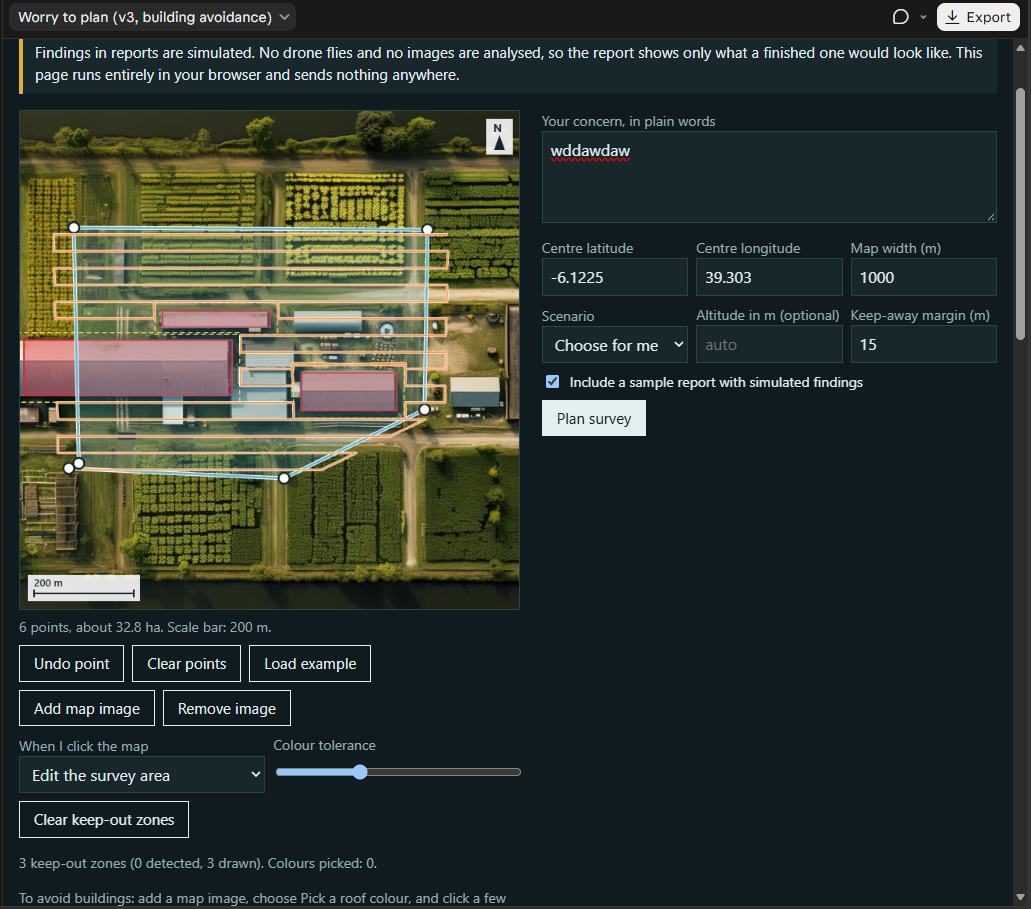 Worry to plan (v3, building avoidance)
Export
Findings in reports are simulated. No drone flies and no images are analysed, so the report shows only what a finished one would look like. This
page runs entirely in your browser and sends nothing anywhere.
N
200 m
6 points, about 32.8 ha. Scale bar: 200 m.
Undo point
Clear points
Load example
Add map image
Remove image
When I click the map
Colour tolerance
Edit the survey area
Clear keep-out zones
3 keep-out zones (0 detected, 3 drawn). Colours picked: 0.
To avoid buildings: add a map image, choose Pick a roof colour, and click a few
Your concern, in plain words
wddawdaw
Centre latitude
Centre longitude
Map width (m)
-6.1225
39.303
1000
Scenario
Altitude in m (optional)
Keep-away margin (m)
Choose for me
auto
15
Include a sample report with simulated findings
Plan survey